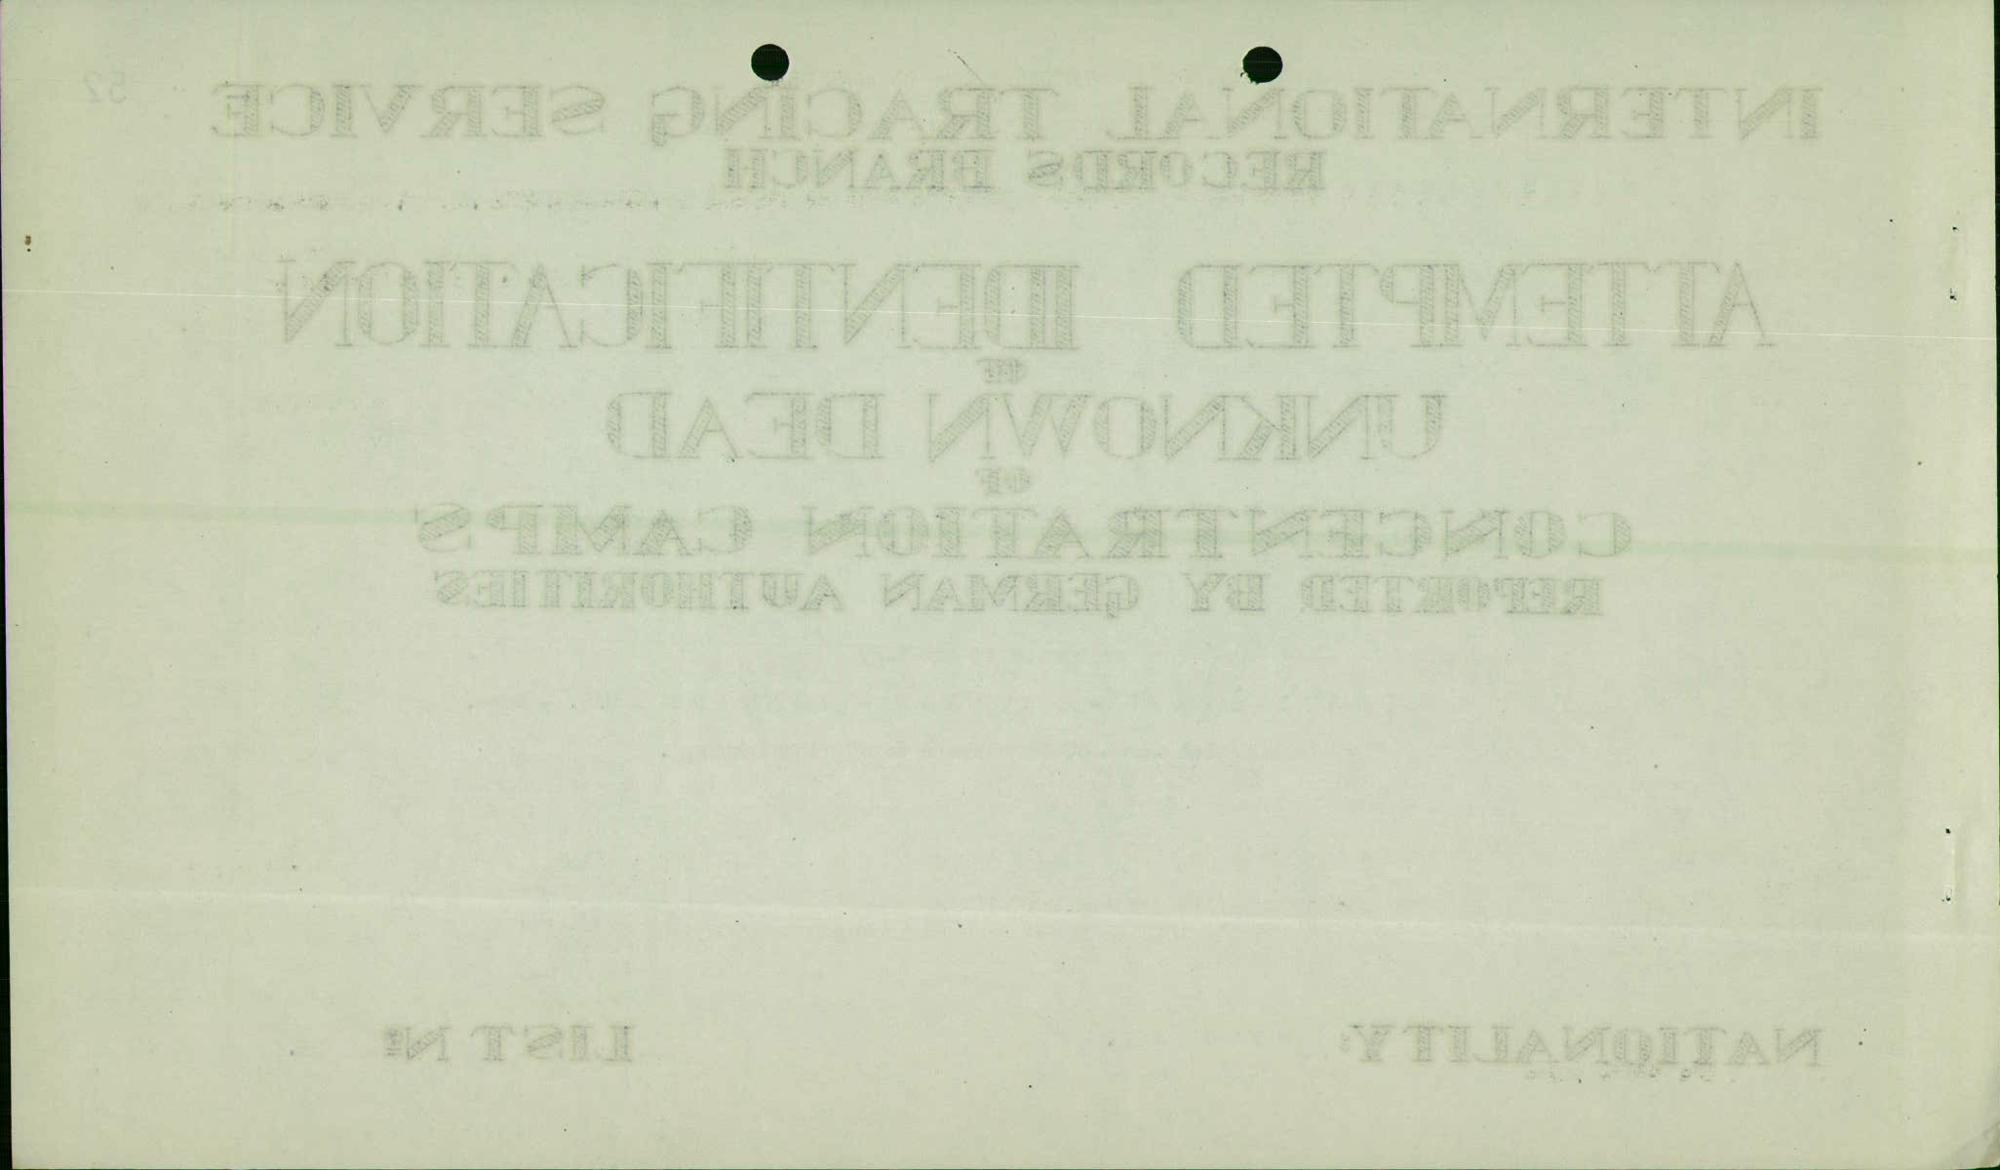 52
INTERNATIONAL TRACING SERVICE
RECORDS BRANCH
ATTEMPTED IDENTIFICATION
OF
UNKNOWN DEAD
OF
CONCENTRATION CAMPS
REPORTED BY GERMAN AUTHORITIES
NATIONALITY: LIST Nº